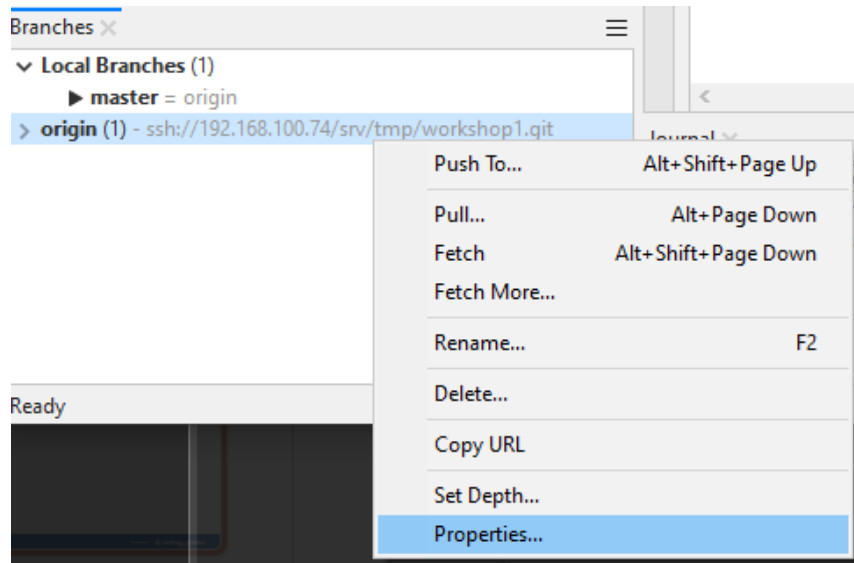 Branches
Local Branches (1)
master = origin
origin (1) - ssh://192.168.100.74/srv/tmp/workshop1.git
Journal
Push To... Alt+Shift+Page Up
Pull... Alt+Page Down
Fetch Alt+Shift+Page Down
Fetch More...
Rename... F2
Delete...
Copy URL
Set Depth...
Properties...
Ready